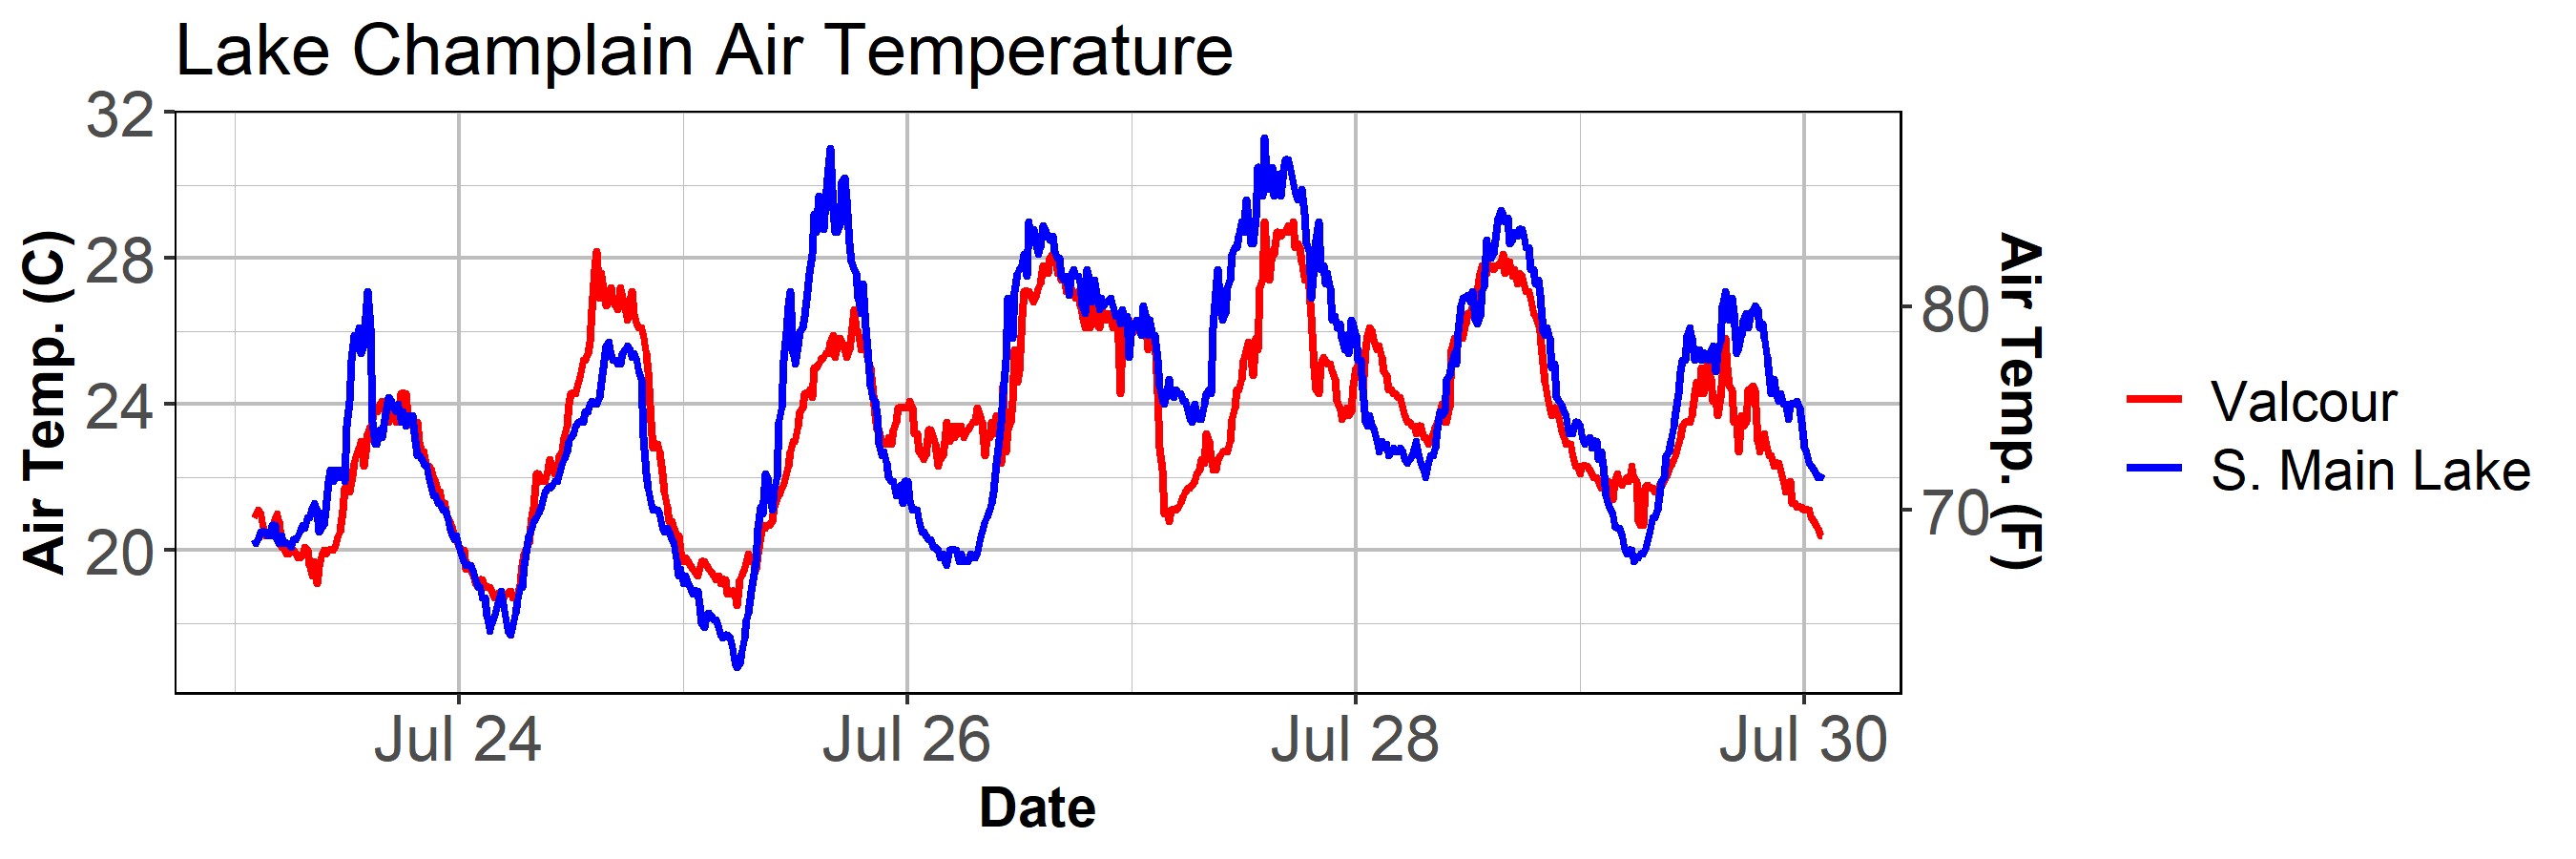 Lake Champlain Air Temperature
32
28
24
20
Air Temp. (C)
80
70
Air Temp. (F)
Jul 24
Jul 26
Jul 28
Jul 30
Date
Valcour
S. Main Lake